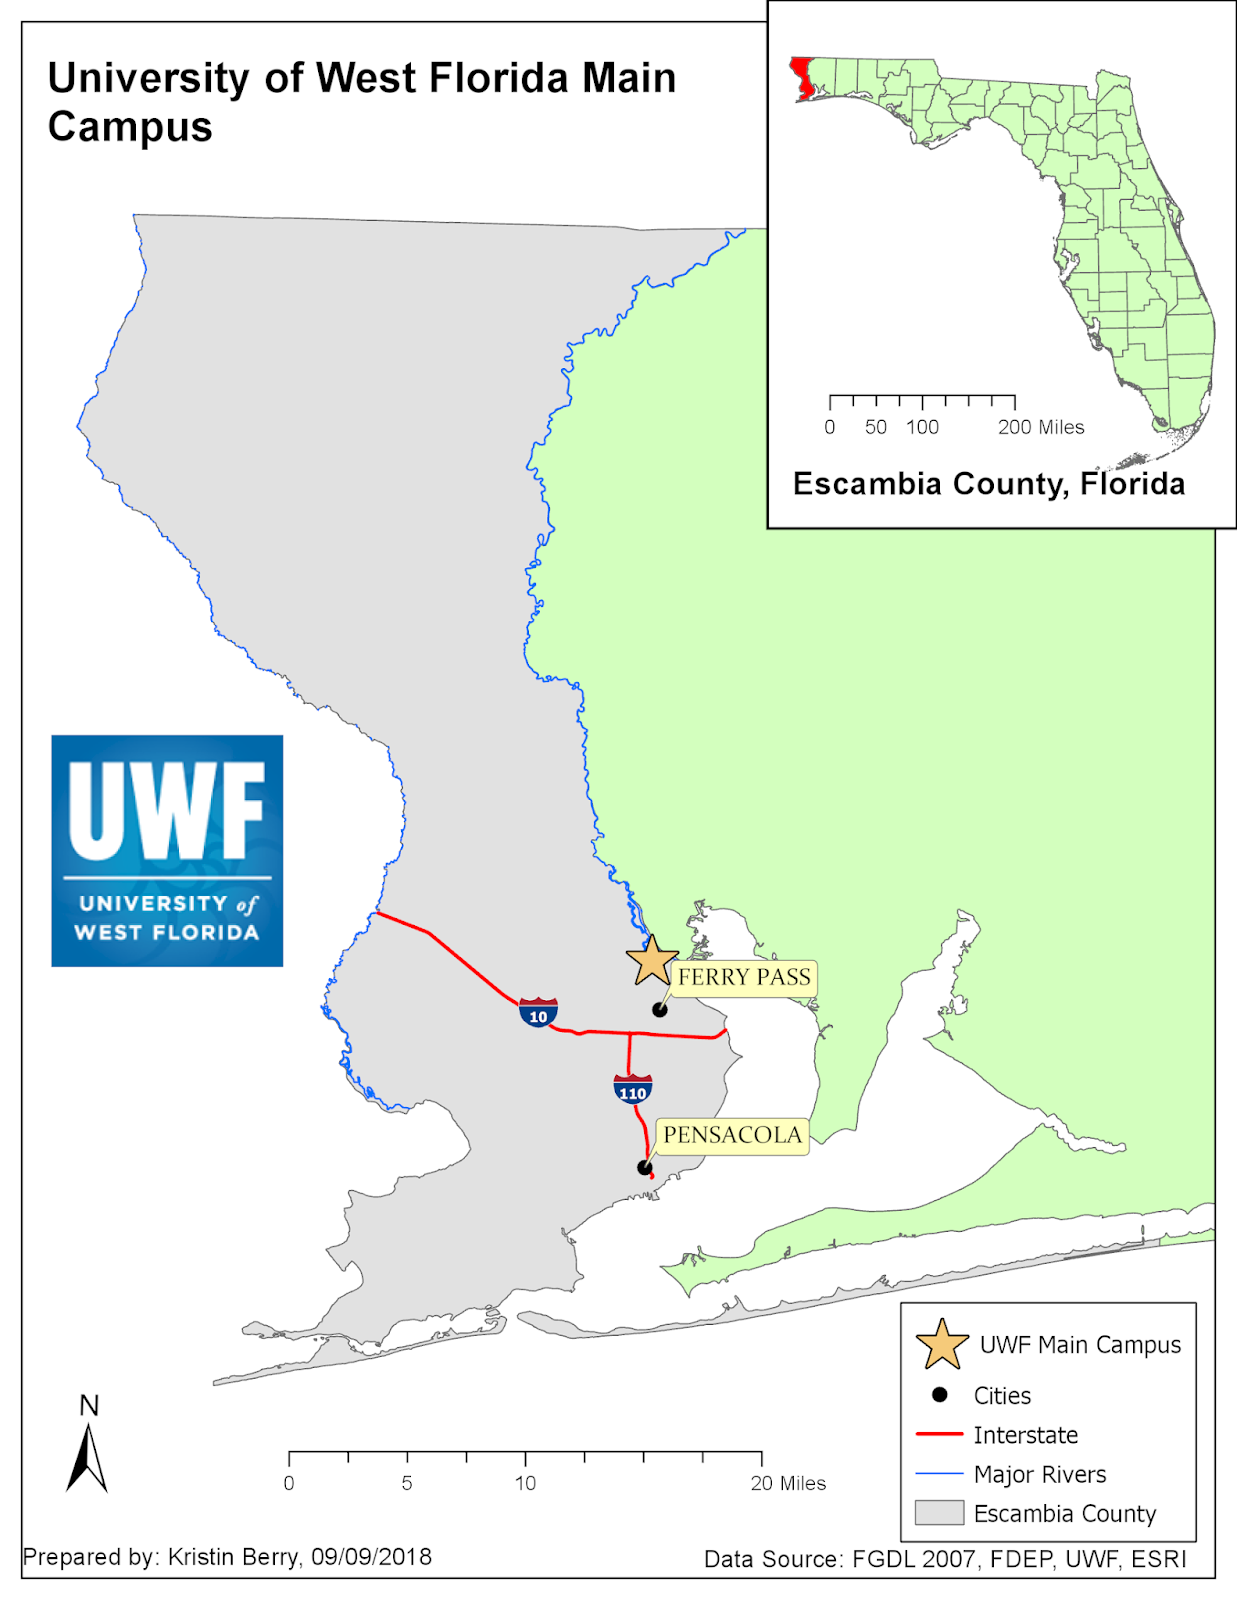 University of West Florida Main
Campus
0 50 100 200 Miles
Escambia County, Florida
UWF
UNIVERSITY of
WEST FLORIDA
10
FERRY PASS
110
PENSACOLA
UWF Main Campus
Cities
Interstate
Major Rivers
Escambia County
N
0 5 10 20 Miles
Prepared by: Kristin Berry, 09/09/2018
Data Source: FGDL 2007, FDEP, UWF, ESRI